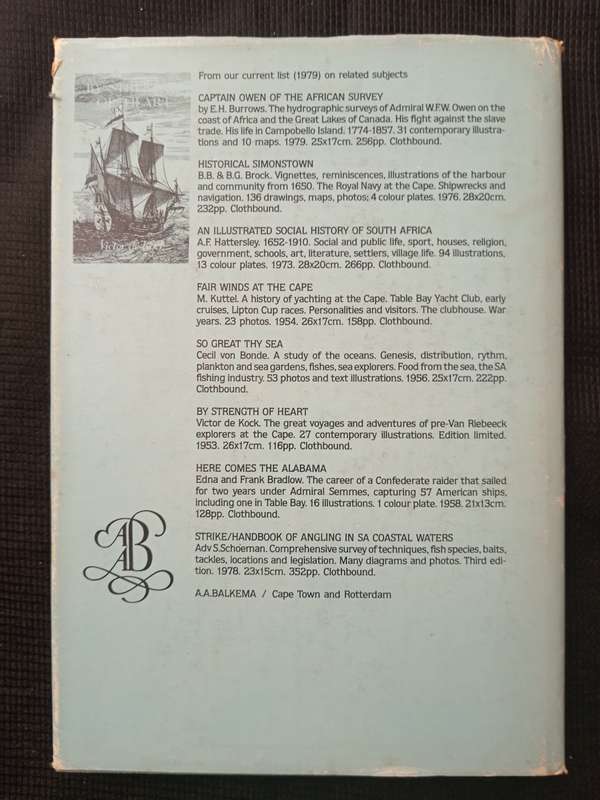 From our current list (1979) on related subjects
CAPTAIN OWEN OF THE AFRICAN SURVEY
by E.H. Burrows. The hydrographic surveys of Admiral W.F.W. Owen on the
coast of Africa and the Great Lakes of Canada. His fight against the slave
trade. His life in Campobello Island. 1774-1857. 31 contemporary illustra-
tions and 10 maps. 1979. 25x17cm. 256pp. Clothbound.
HISTORICAL SIMONSTOWN
B.B. & B.G. Brock. Vignettes, reminiscences, illustrations of the harbour
and community from 1650. The Royal Navy at the Cape. Shipwrecks and
navigation. 136 drawings, maps, photos; 4 colour plates. 1976. 28x20cm.
232pp. Clothbound.
AN ILLUSTRATED SOCIAL HISTORY OF SOUTH AFRICA
A.F. Hattersley. 1652-1910. Social and public life, sport, houses, religion,
government, schools, art, literature, settlers, village life. 94 illustrations,
13 colour plates. 1973. 28x20cm. 266pp. Clothbound.
FAIR WINDS AT THE CAPE
M. Kuttel. A history of yachting at the Cape. Table Bay Yacht Club, early
cruises, Lipton Cup races. Personalities and visitors. The clubhouse. War
years. 23 photos. 1954. 26x17cm. 158pp. Clothbound.
SO GREAT THY SEA
Cecil von Bonde. A study of the oceans. Genesis, distribution, rythm,
plankton and sea gardens, fishes, sea explorers. Food from the sea, the SA
fishing industry. 53 photos and text illustrations. 1956. 25x17cm. 222pp.
Clothbound.
BY STRENGTH OF HEART
Victor de Kock. The great voyages and adventures of pre-Van Riebeeck
explorers at the Cape. 27 contemporary illustrations. Edition limited.
1953. 26x17cm. 116pp. Clothbound.
HERE COMES THE ALABAMA
Edna and Frank Bradlow. The career of a Confederate raider that sailed
for two years under Admiral Semmes, capturing 57 American ships,
including one in Table Bay. 16 illustrations. 1 colour plate. 1958. 21x13cm.
128pp. Clothbound.
STRIKE/HANDBOOK OF ANGLING IN SA COASTAL WATERS
Adv S.Schoeman. Comprehensive survey of techniques, fish species, baits,
tackles, locations and legislation. Many diagrams and photos. Third edi-
tion. 1978. 23x15cm. 352pp. Clothbound.
A.A.BALKEMA / Cape Town and Rotterdam
Victor de Kock
AAB